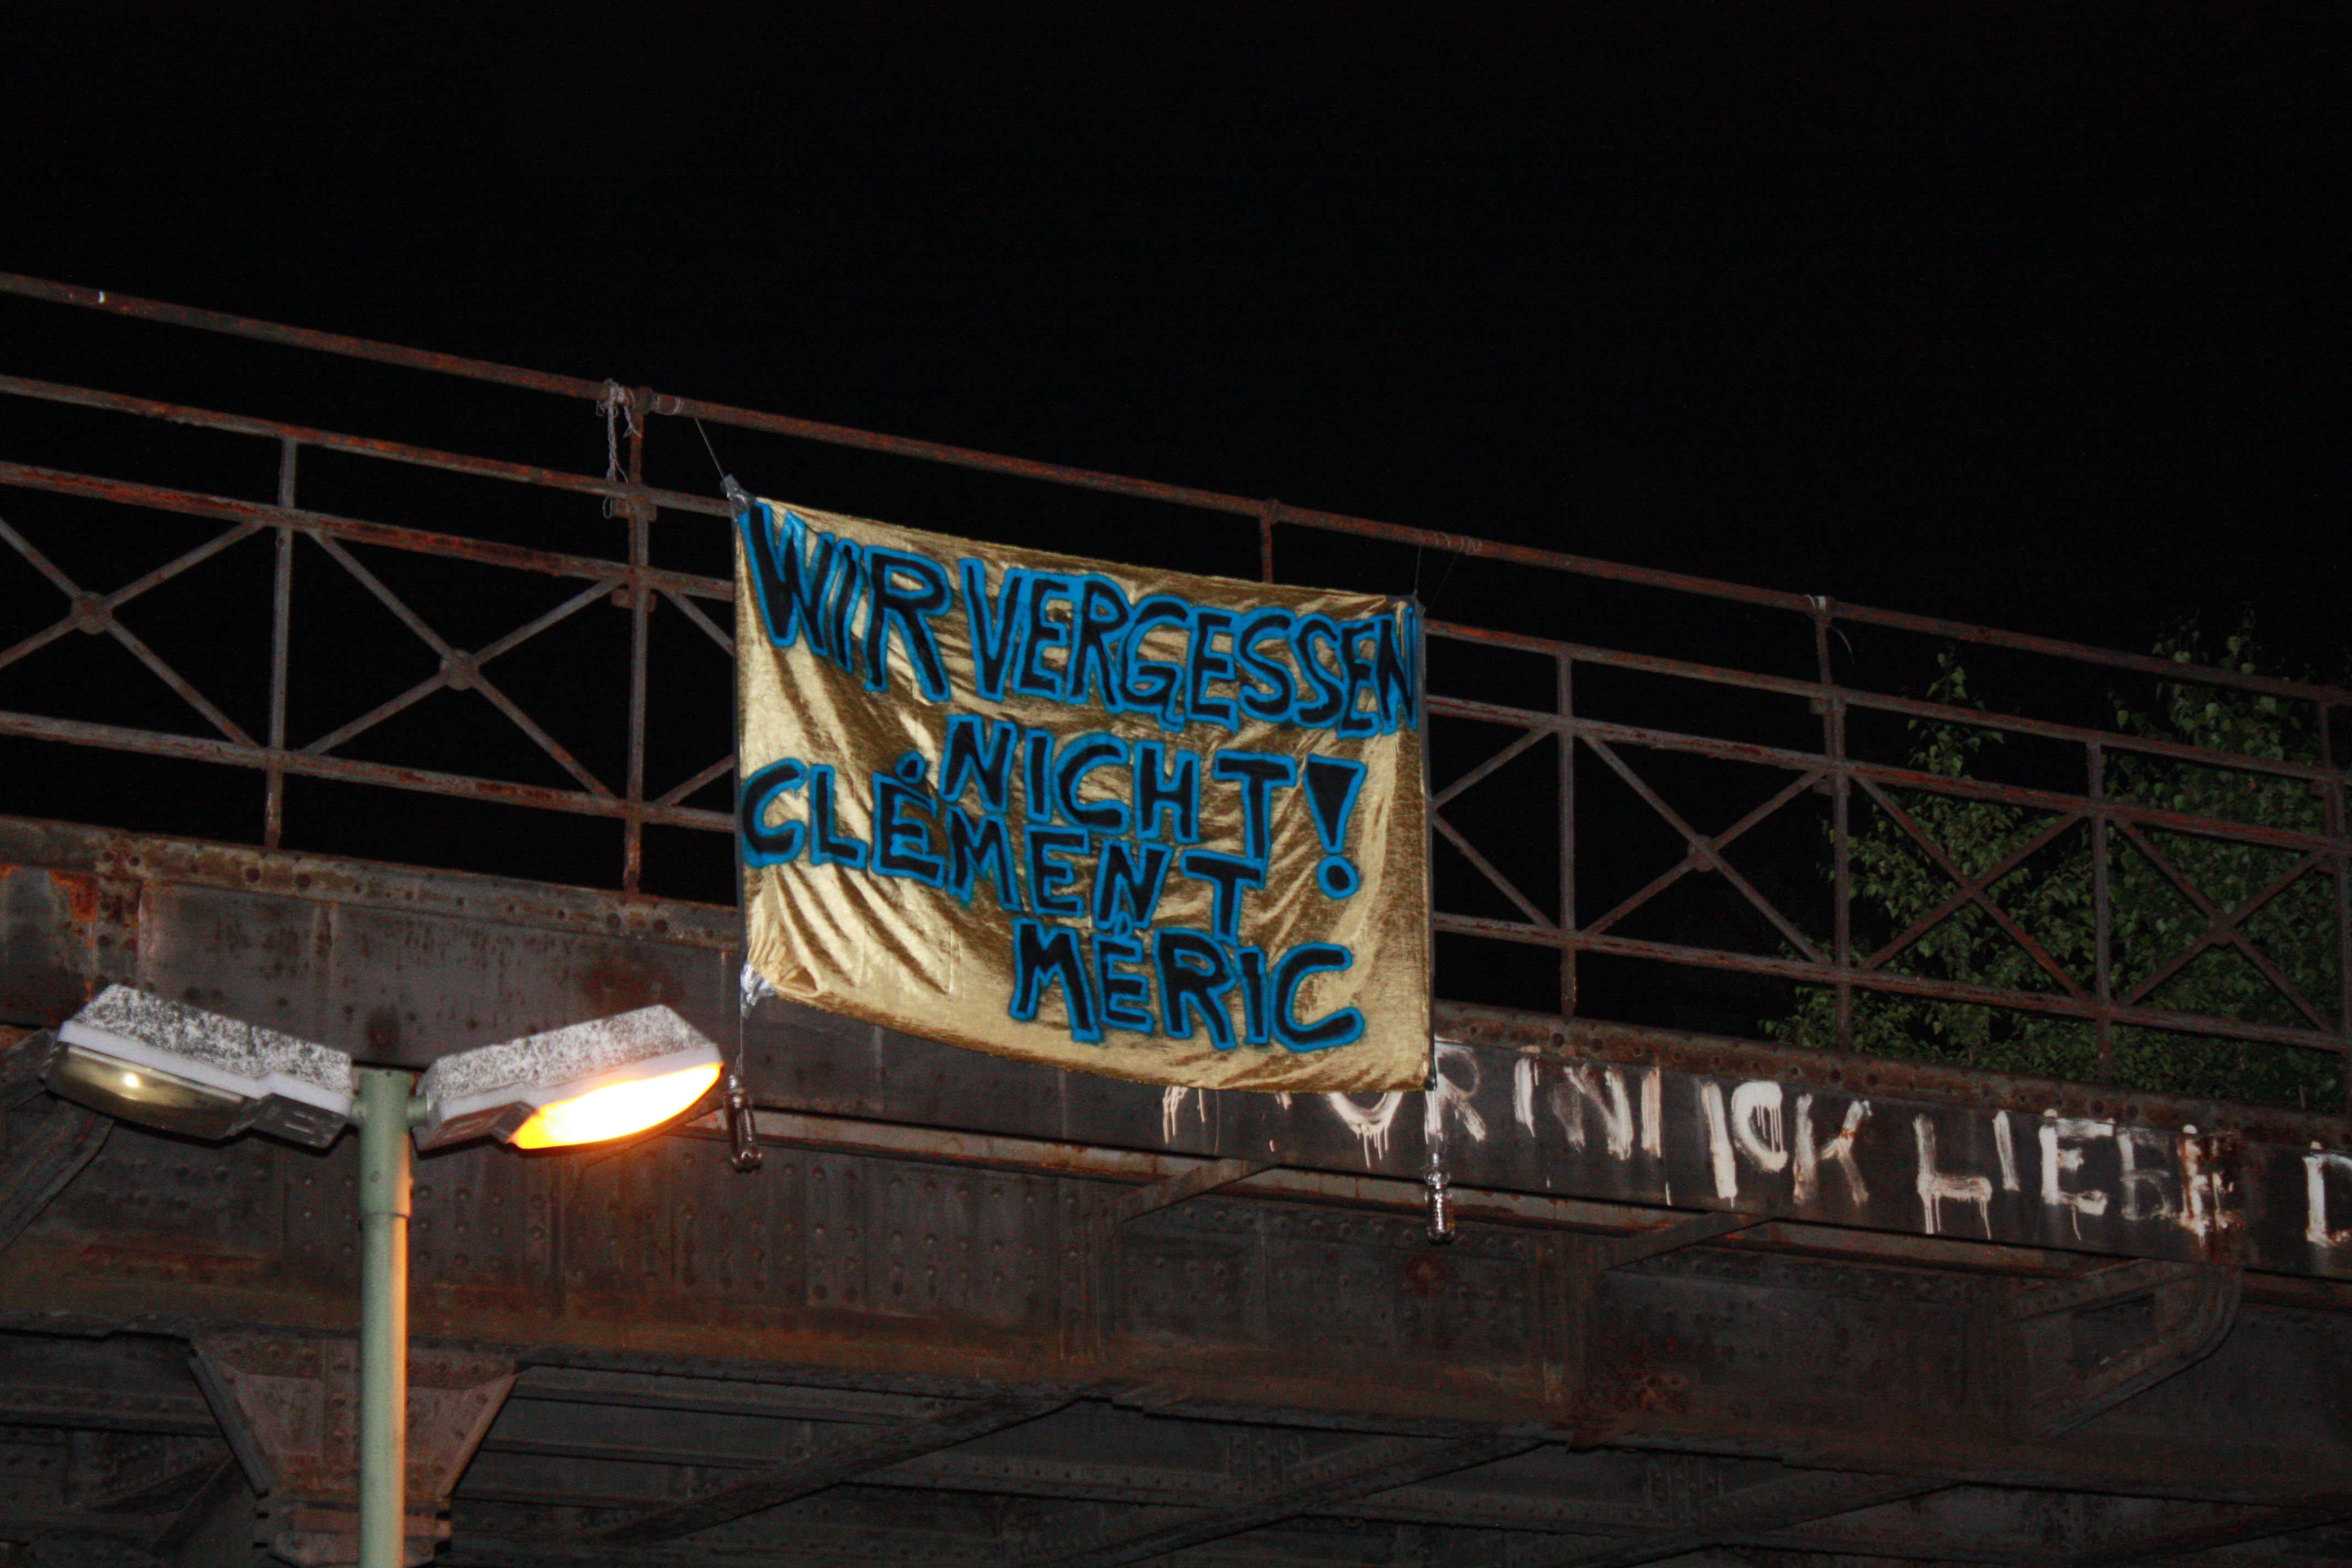 WIR VERGESSEN
NICHT!
CLÉMENT
MÉRIC
ICK LIEBE D